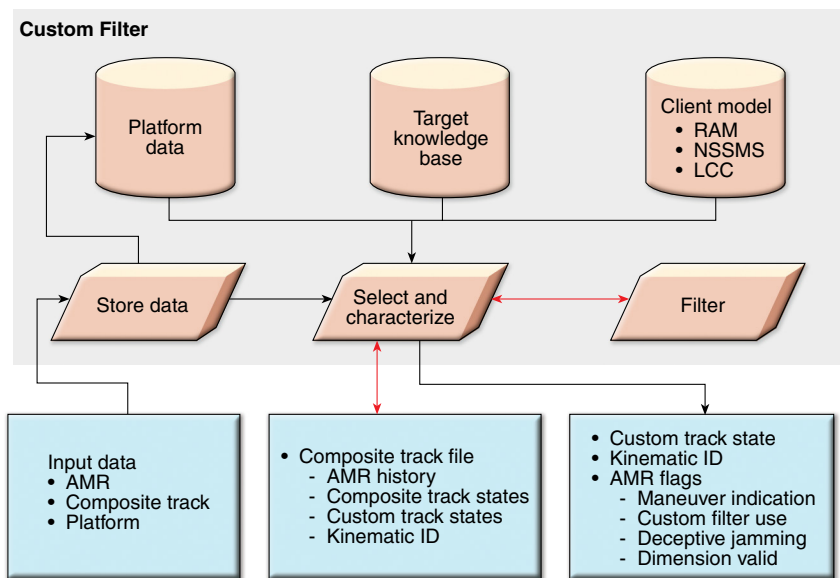 Custom Filter
Platform
data
Target
knowledge
base
Client model
• RAM
• NSSMS
• LCC
Store data
Select and
characterize
Filter
Input data
• AMR
• Composite track
• Platform
• Composite track file
- AMR history
- Composite track states
- Custom track states
- Kinematic ID
• Custom track state
• Kinematic ID
• AMR flags
- Maneuver indication
- Custom filter use
- Deceptive jamming
- Dimension valid